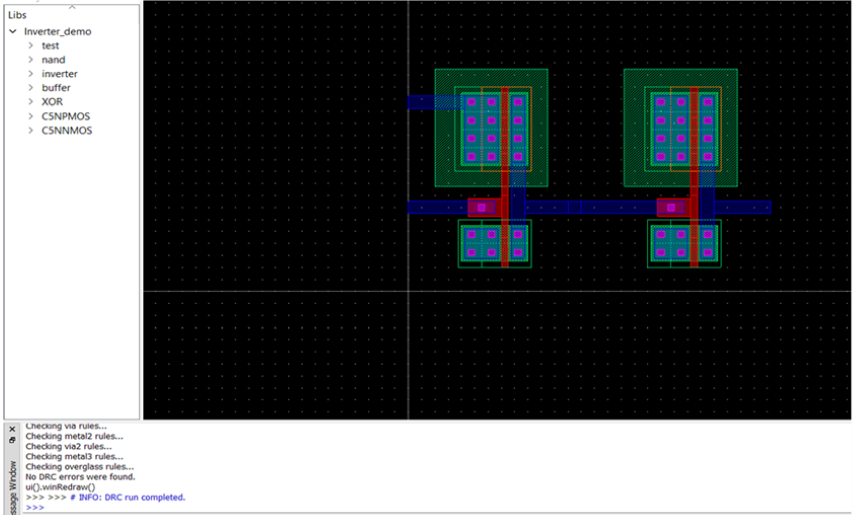 Libs
Inverter_demo
test
nand
inverter
buffer
XOR
C5NPMOS
C5NNMOS
Checking via rules...
Checking metal2 rules...
Checking via2 rules...
Checking metal3 rules...
Checking overglass rules...
No DRC errors were found.
ui().winRedraw()
>>> >>> # INFO: DRC run completed.
>>>
ssage Window